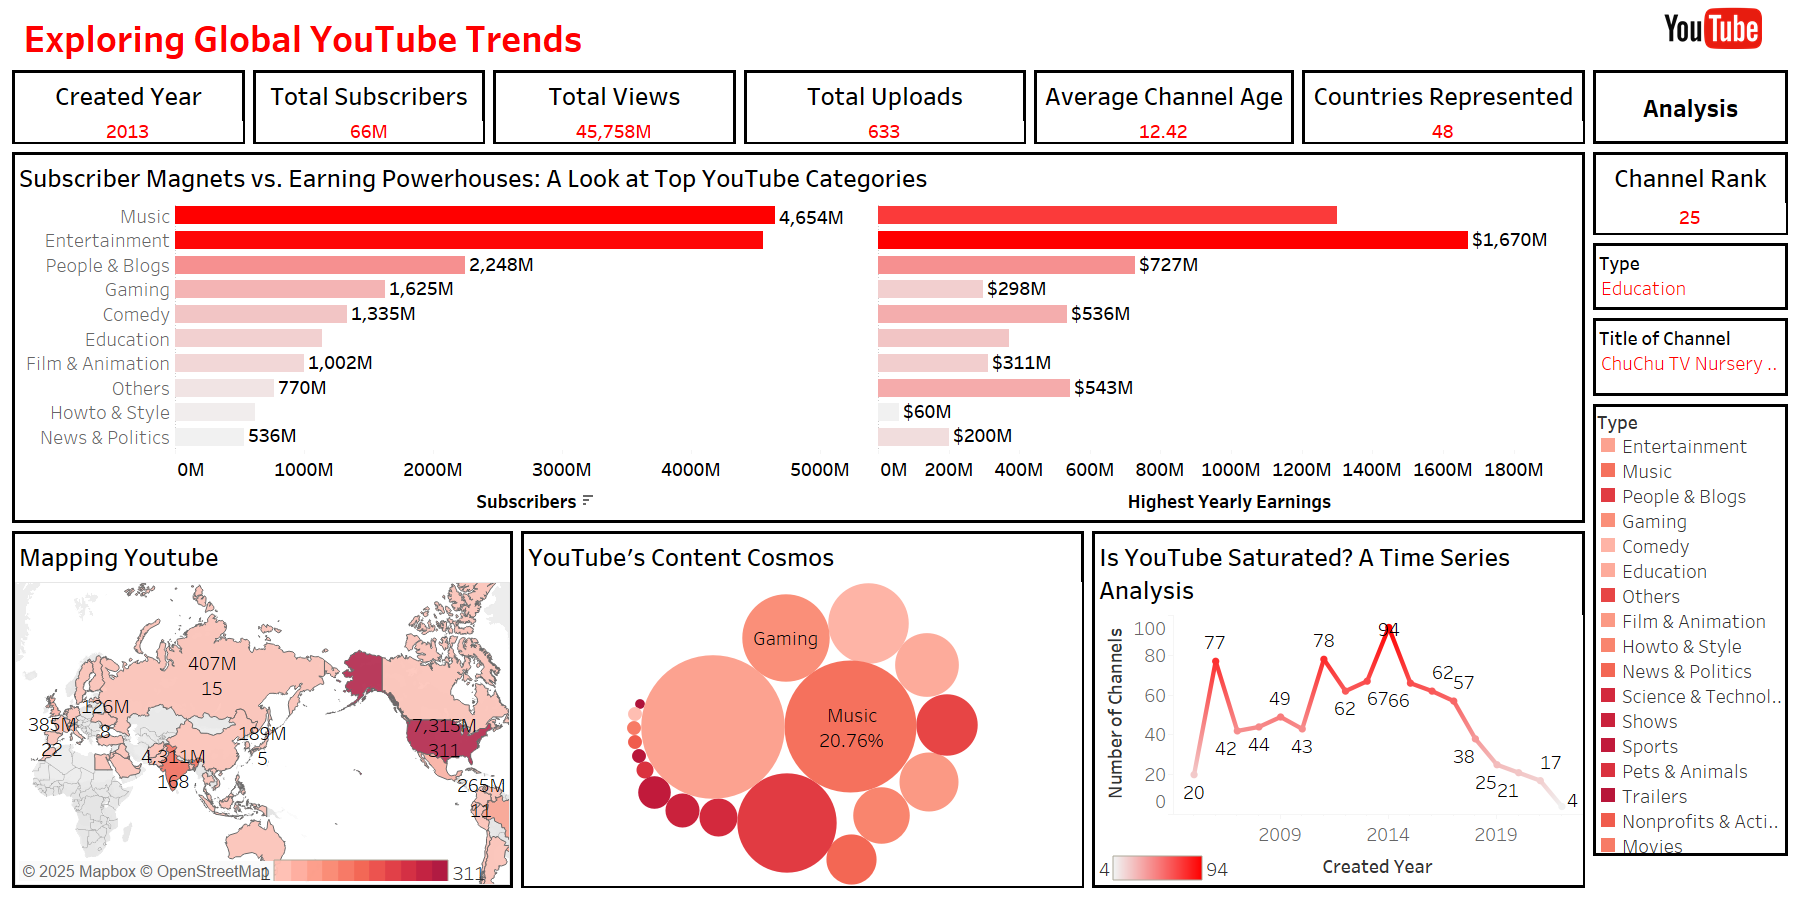 Exploring Global YouTube Trends
YouTube
Created Year
2013
Total Subscribers
66M
Total Views
45,758M
Total Uploads
633
Average Channel Age
12.42
Countries Represented
48
Analysis
Subscriber Magnets vs. Earning Powerhouses: A Look at Top YouTube Categories
Music 4,654M
Entertainment $1,670M
People & Blogs 2,248M $727M
Gaming 1,625M $298M
Comedy 1,335M $536M
Education
Film & Animation 1,002M $311M
Others 770M $543M
Howto & Style $60M
News & Politics 536M $200M
0M 1000M 2000M 3000M 4000M 5000M 0M 200M 400M 600M 800M 1000M 1200M 1400M 1600M 1800M
Subscribers Highest Yearly Earnings
Channel Rank
25
Type
Education
Title of Channel
ChuChu TV Nursery ..
Type
Entertainment
Music
People & Blogs
Gaming
Comedy
Education
Others
Film & Animation
Howto & Style
News & Politics
Science & Technol..
Shows
Sports
Pets & Animals
Trailers
Nonprofits & Acti..
Movies
Mapping Youtube
407M
15
126M
8
385M
22
189M
5
4,311M
168
7,315M
311
265M
11
© 2025 Mapbox © OpenStreetMap
1 311
YouTube's Content Cosmos
Gaming
Music
20.76%
Is YouTube Saturated? A Time Series
Analysis
Number of Channels
100
80
60
40
20
0
20
77
42
44
49
43
78
62
67
94
66
62
57
38
25
21
17
4
2009 2014 2019
Created Year
4 94